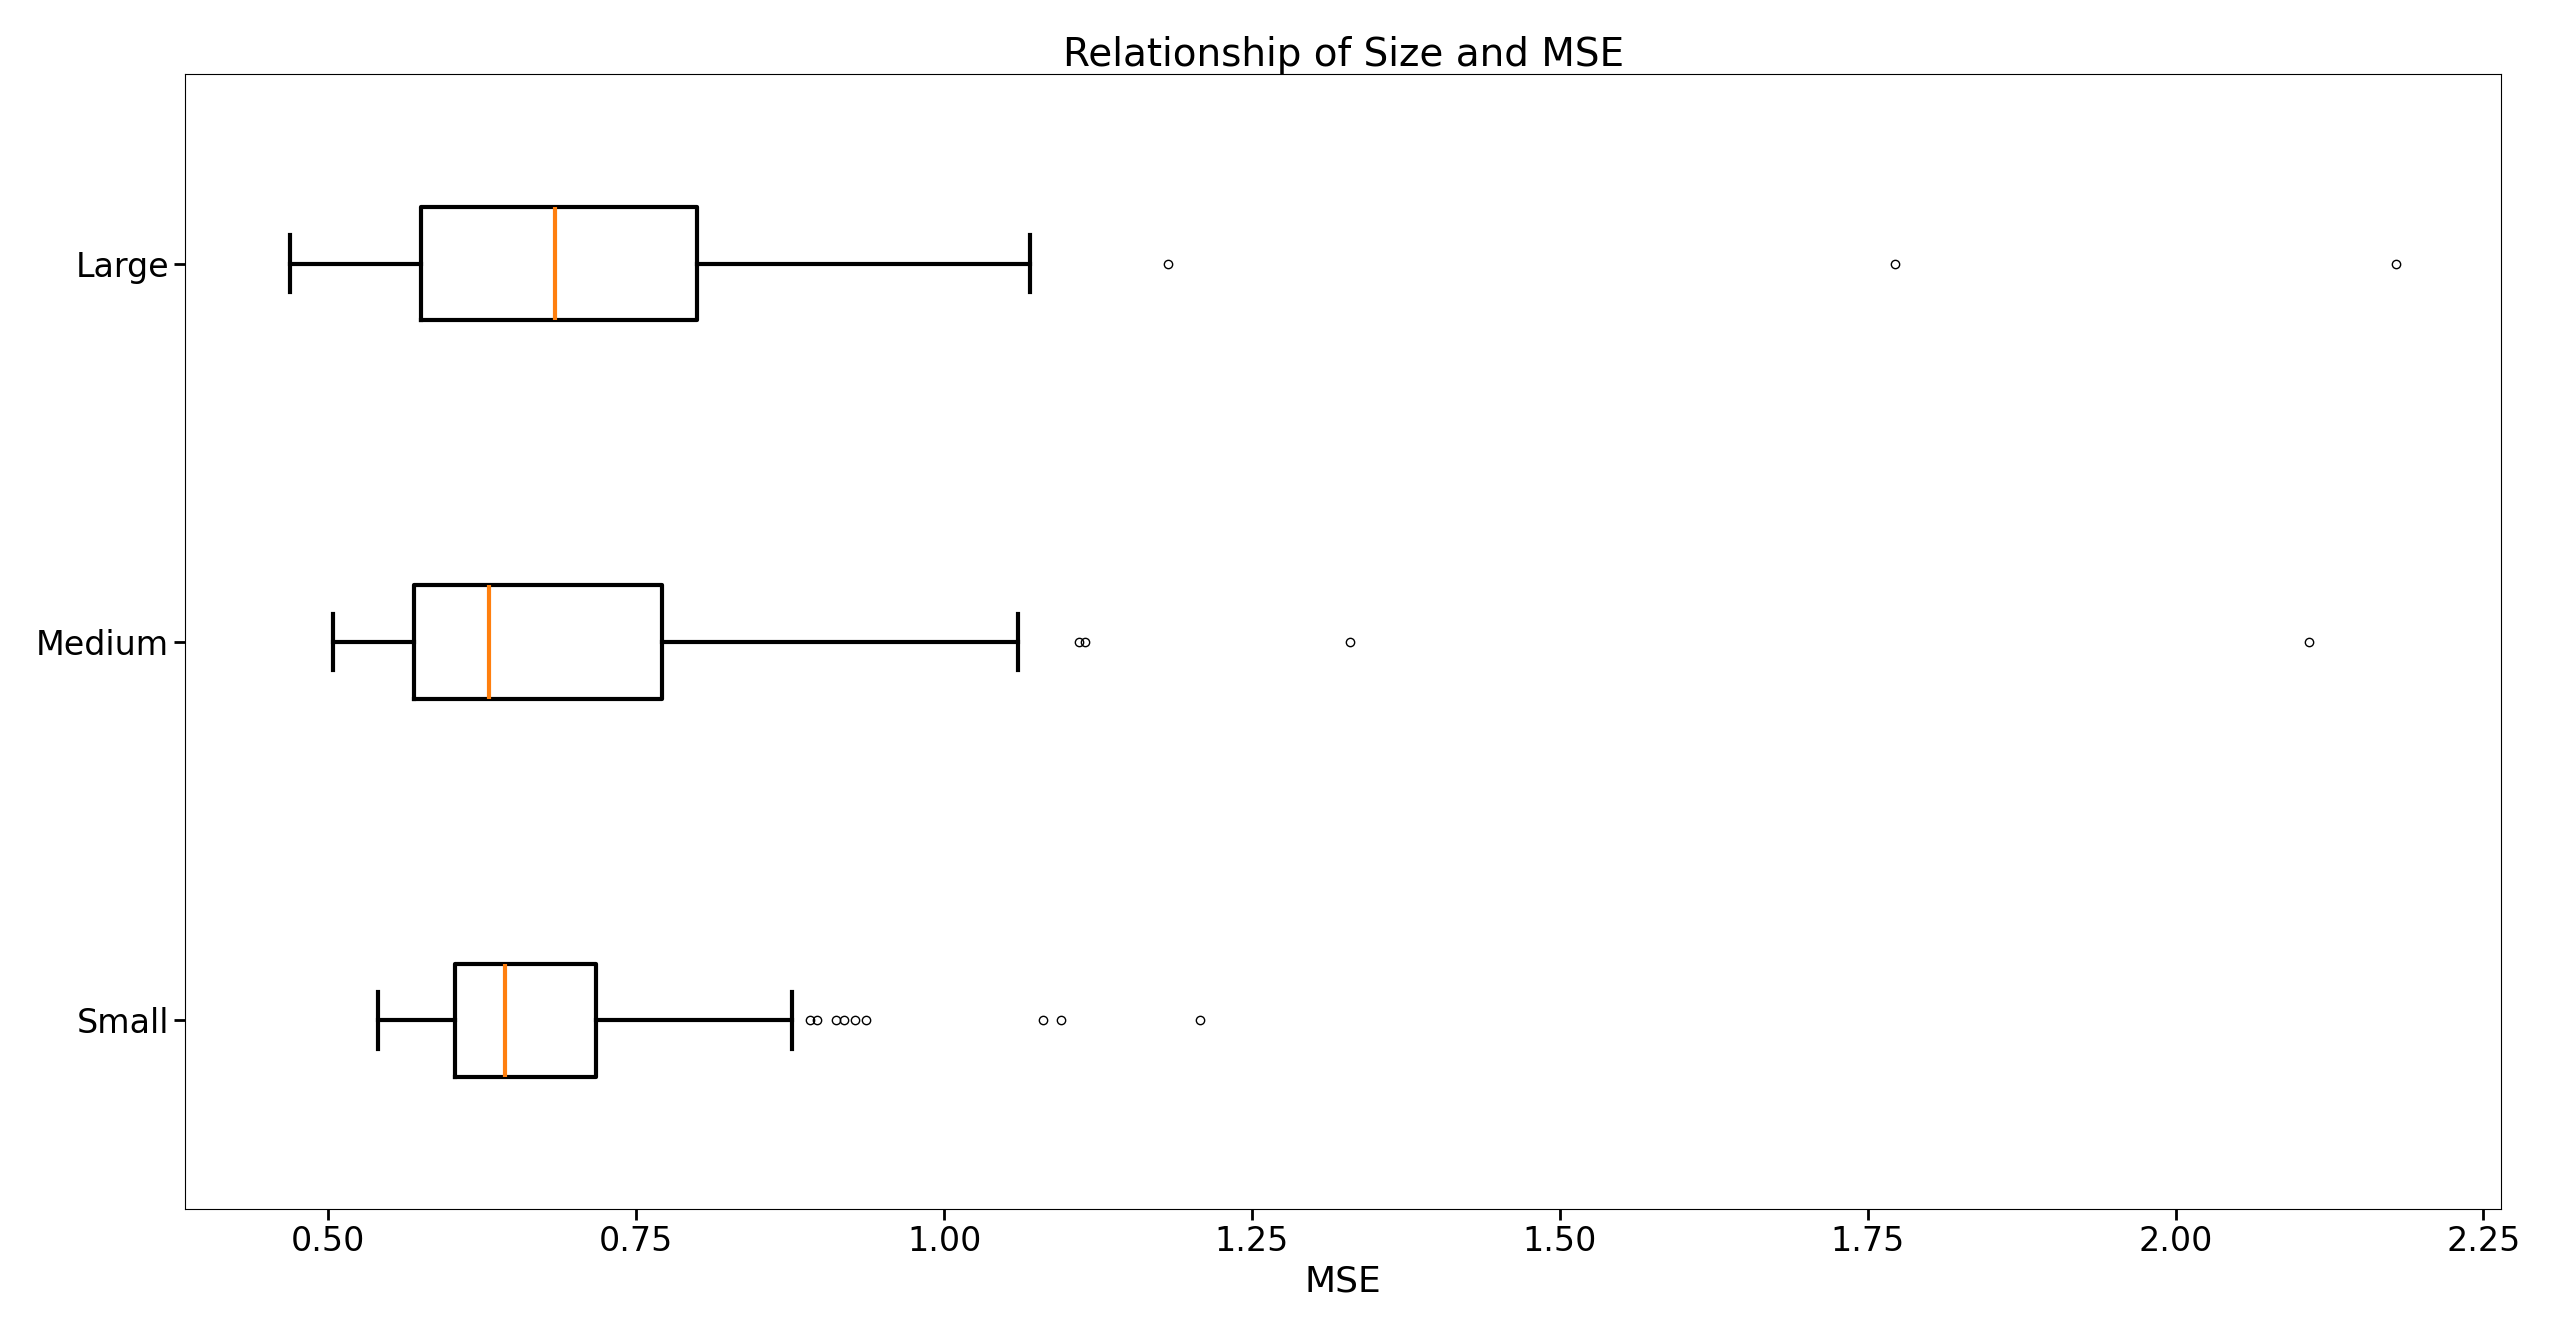 Relationship of Size and MSE
Large
Medium
Small
0.50 0.75 1.00 1.25 1.50 1.75 2.00 2.25
MSE